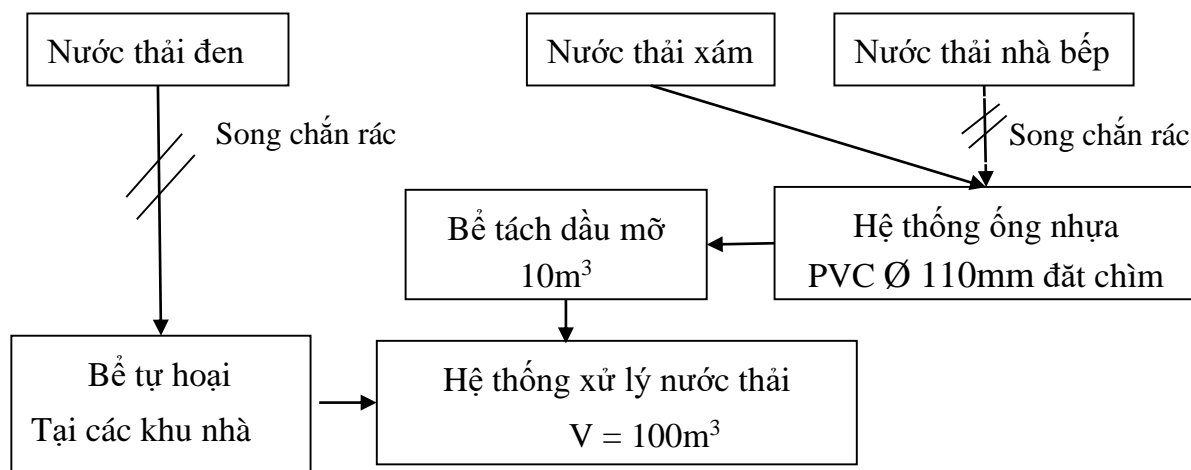 Nước thải đen
Nước thải xám
Nước thải nhà bếp
Song chắn rác
Song chắn rác
Bể tách dầu mỡ
10m³
Hệ thống ống nhựa
PVC Ø 110mm đăt chìm
Bể tự hoại
Tại các khu nhà
Hệ thống xử lý nước thải
V = 100m³